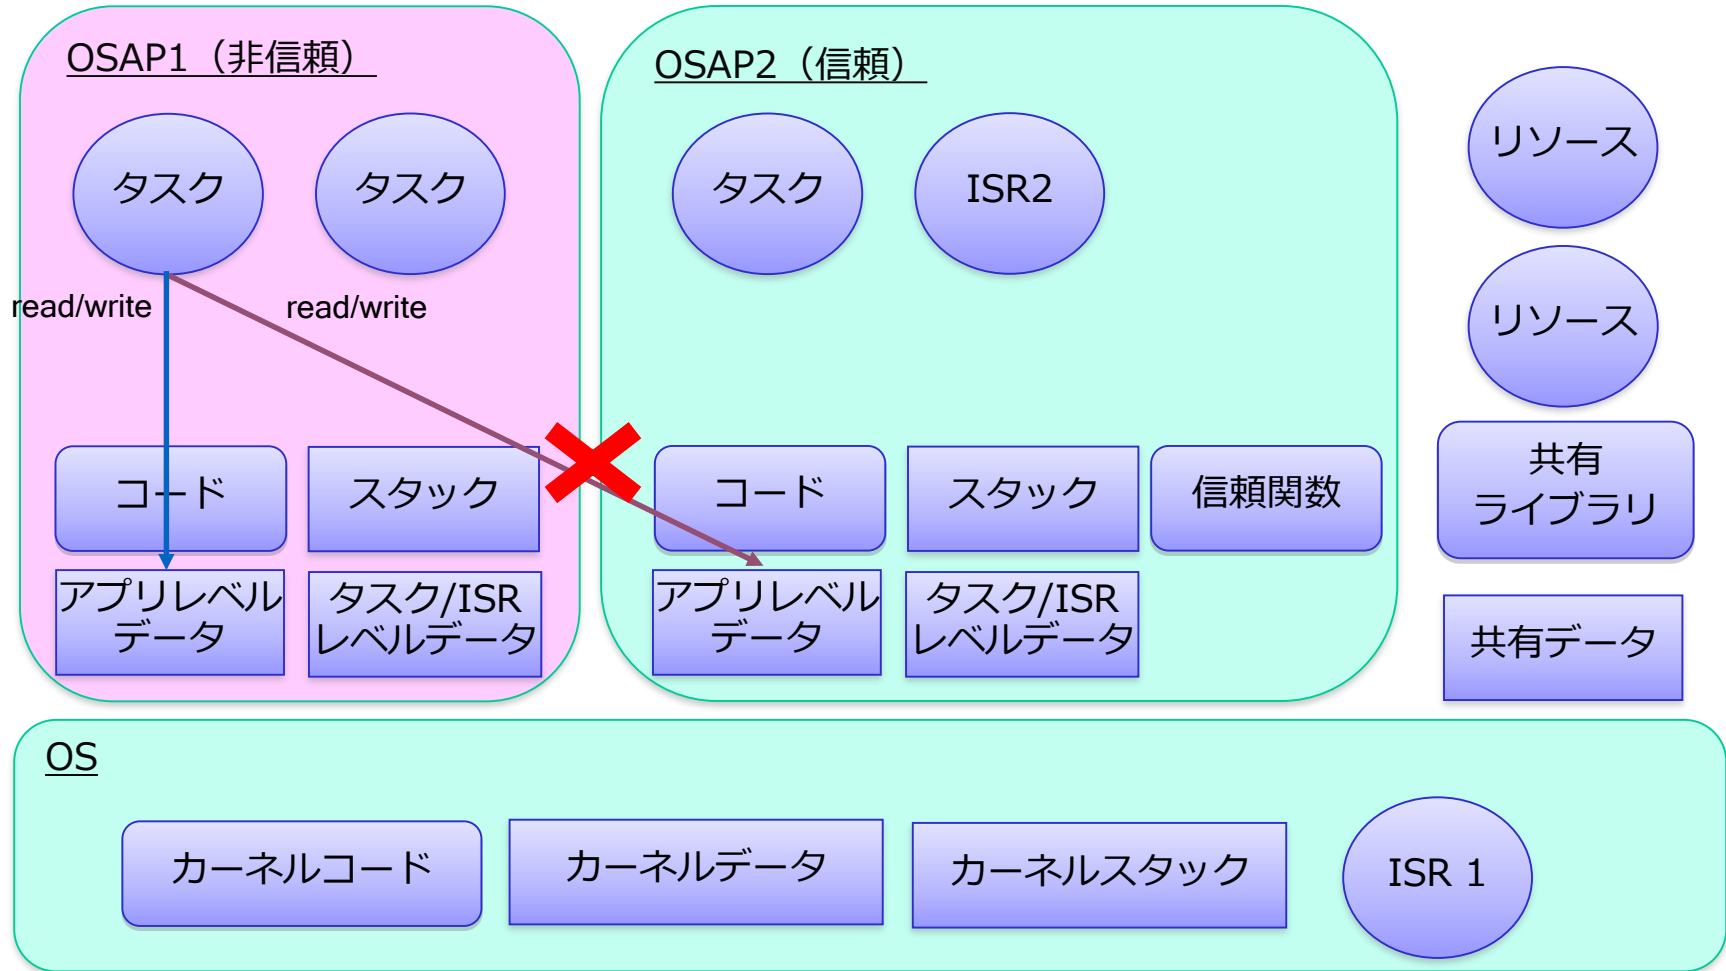 OSAP1（非信頼）
タスク
タスク
read/write
read/write
コード
スタック
アプリレベル
データ
タスク/ISR
レベルデータ
OSAP2（信頼）
タスク
ISR2
コード
スタック
信頼関数
アプリレベル
データ
タスク/ISR
レベルデータ
リソース
リソース
共有
ライブラリ
共有データ
OS
カーネルコード
カーネルデータ
カーネルスタック
ISR 1